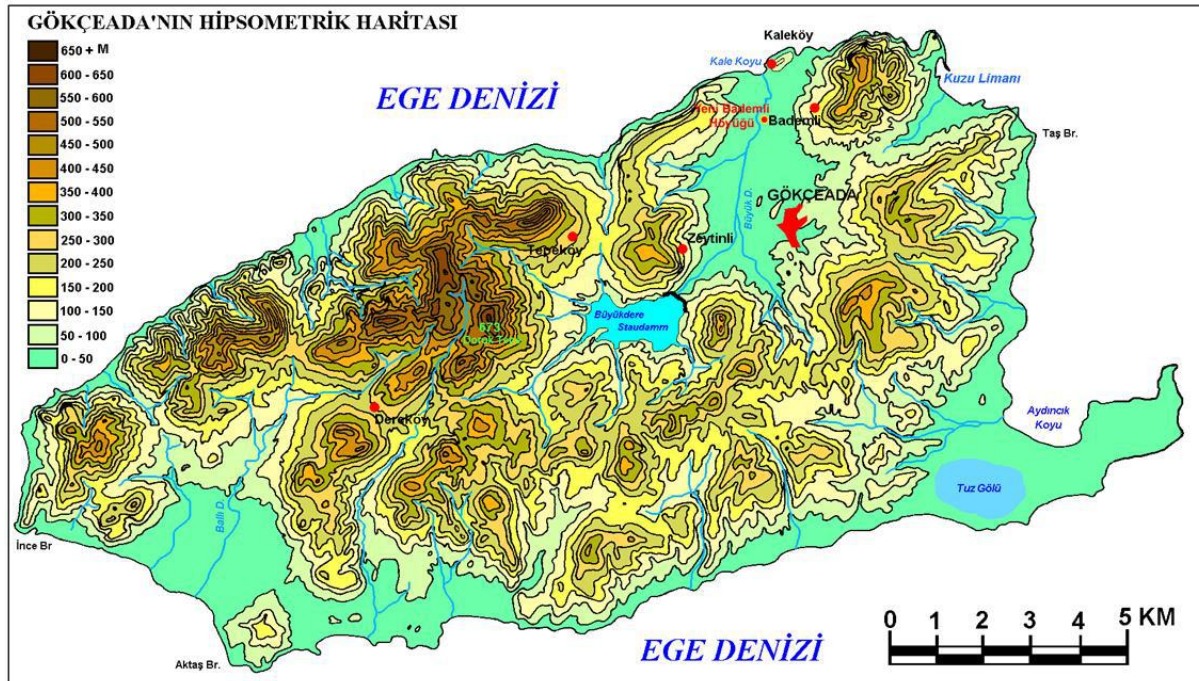 GÖKÇEADA'NIN HİPSOMETRİK HARİTASI
650 + M
600 - 650
550 - 600
500 - 550
450 - 500
400 - 450
350 - 400
300 - 350
250 - 300
200 - 250
150 - 200
100 - 150
50 - 100
0 - 50
EGE DENİZİ
Kaleköy
Kale Koyu
Kuzu Limanı
Yeni Bademli
Höyüğü
Bademli
Taş Br.
GÖKÇEADA
Büyük D.
Zeytinli
Tepeköy
Büyükdere
Staudamm
673
Dereköy
Aydıncık
Koyu
Tuz Gölü
Ballı D.
İnce Br
Aktaş Br.
EGE DENİZİ
0 1 2 3 4 5 KM